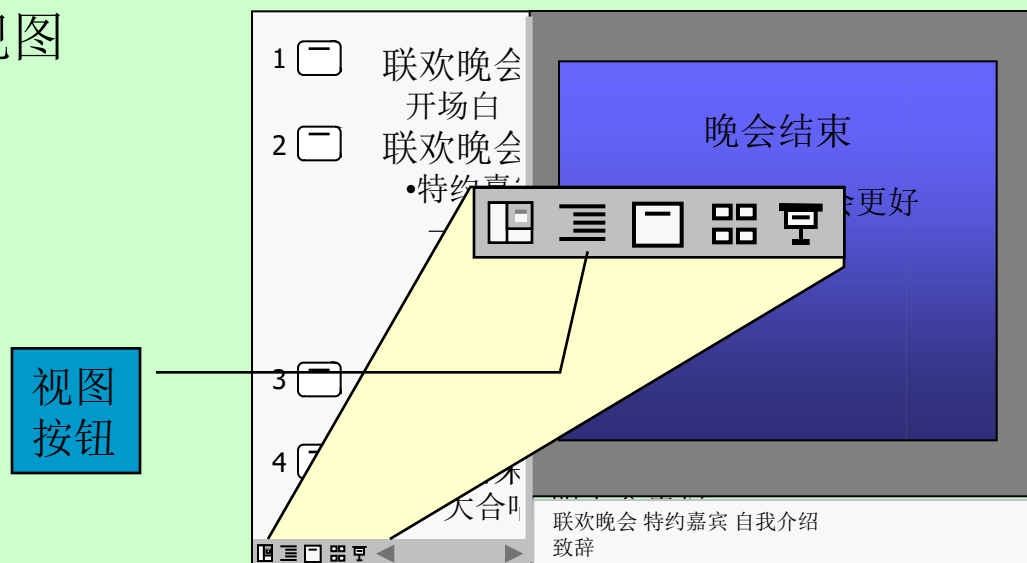 视图
1 联欢晚会
开场白
2 联欢晚会
•特约嘉
3
4
大合
晚会结束
会更好
视图
按钮
联欢晚会 特约嘉宾 自我介绍
致辞